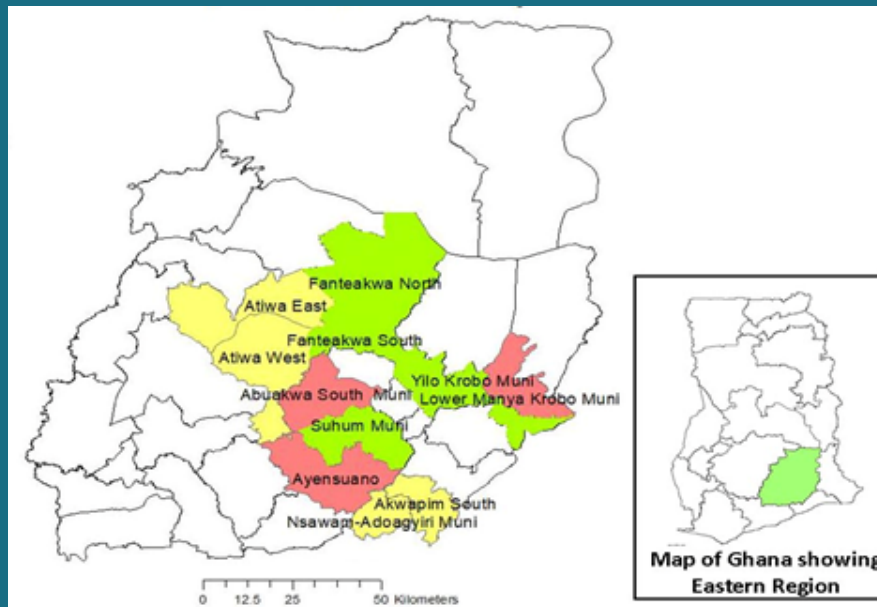 Fanteakwa North
Atiwa East
Fanteakwa South
Atiwa West
Yilo Krobo Muni
Abuakwa South Muni
Lower Manya Krobo Muni
Suhum Muni
Ayensuano
Akwapim South
Nsawam-Adoagyiri Muni
0 12.5 25 50 Kilometers
Map of Ghana showing
Eastern Region